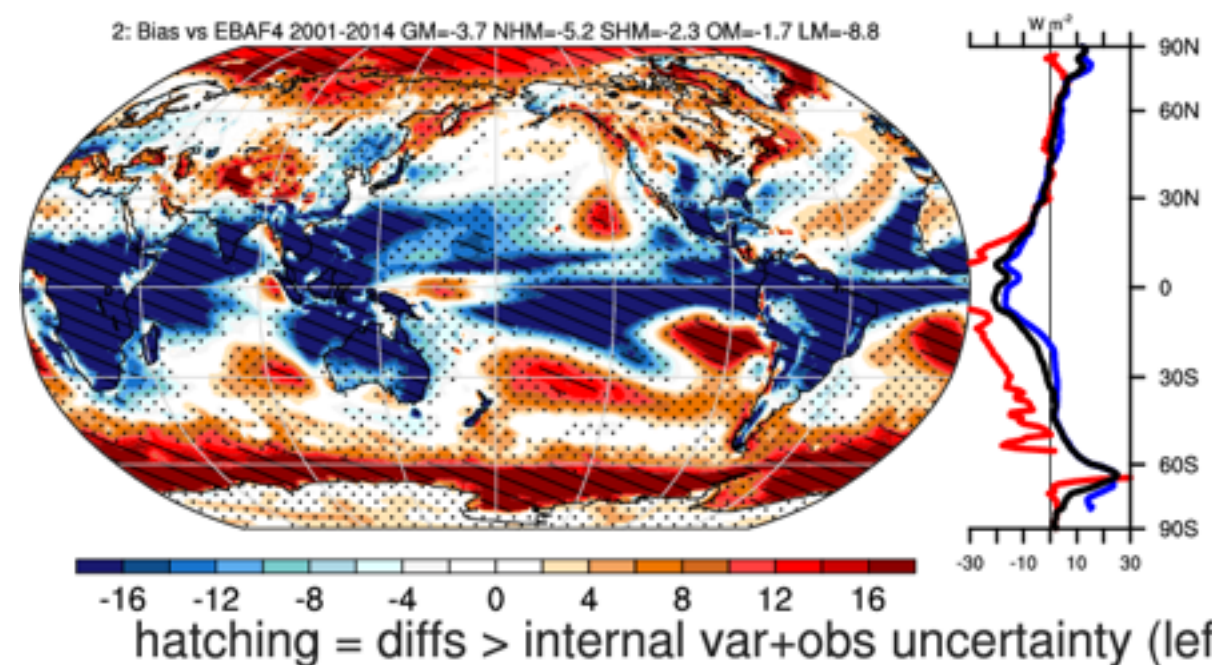 2: Bias vs EBAF4 2001-2014 GM=-3.7 NHM=-5.2 SHM=-2.3 OM=-1.7 LM=-8.8
W m-2
90N
60N
30N
0
30S
60S
90S
-30 -10 10 30
-16 -12 -8 -4 0 4 8 12 16
hatching = diffs > internal var+obs uncertainty (lef